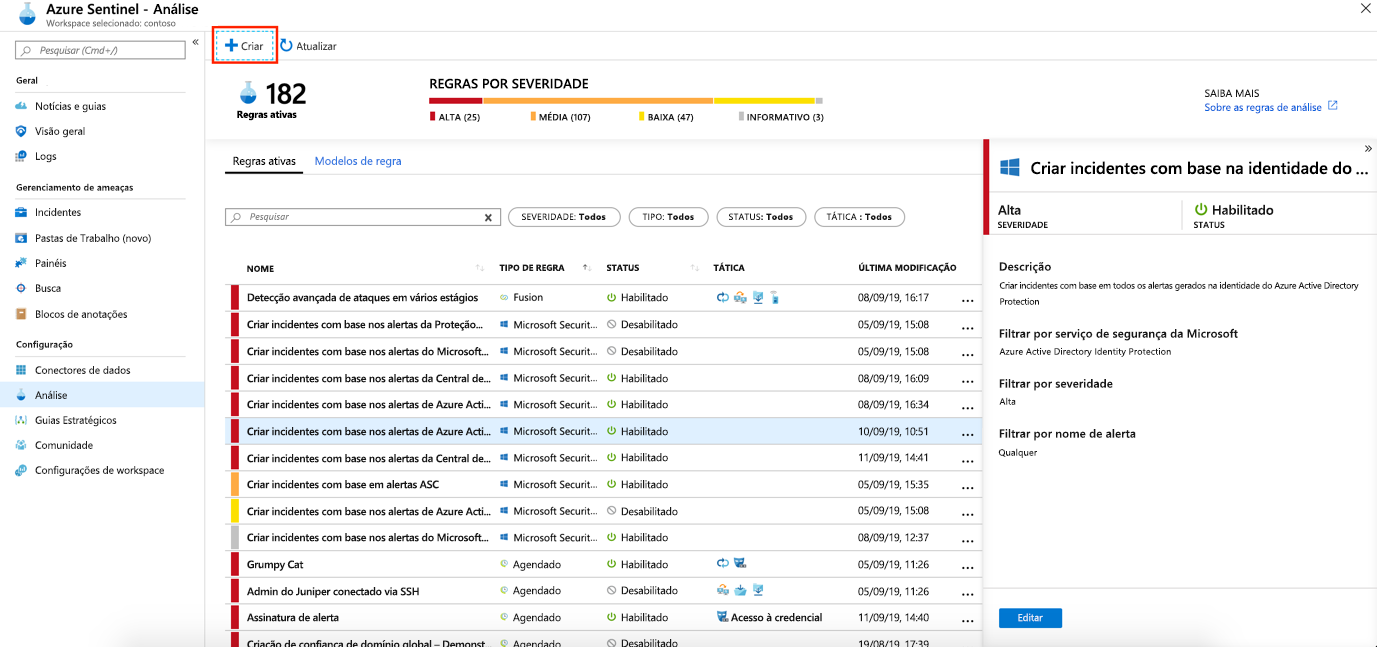 Azure Sentinel - Análise
Workspace selecionado: contoso
Pesquisar (Cmd+/)
Geral
Notícias e guias
Visão geral
Logs
Gerenciamento de ameaças
Incidentes
Pastas de Trabalho (novo)
Painéis
Busca
Blocos de anotações
Configuração
Conectores de dados
Análise
Guias Estratégicos
Comunidade
Configurações de workspace
Criar Atualizar
182
Regras ativas
REGRAS POR SEVERIDADE
ALTA (25) MÉDIA (107) BAIXA (47) INFORMATIVO (3)
SAIBA MAIS
Sobre as regras de análise
Regras ativas Modelos de regra
Pesquisar SEVERIDADE: Todos TIPO: Todos STATUS: Todos TÁTICA : Todos
NOME TIPO DE REGRA STATUS TÁTICA ÚLTIMA MODIFICAÇÃO
Detecção avançada de ataques em vários estágios Fusion Habilitado 08/09/19, 16:17 ...
Criar incidentes com base nos alertas da Proteção... Microsoft Securit... Desabilitado 05/09/19, 15:08 ...
Criar incidentes com base nos alertas do Microsoft... Microsoft Securit... Desabilitado 05/09/19, 15:08 ...
Criar incidentes com base nos alertas da Central de... Microsoft Securit... Habilitado 08/09/19, 16:09 ...
Criar incidentes com base nos alertas de Azure Acti... Microsoft Securit... Habilitado 08/09/19, 16:34 ...
Criar incidentes com base nos alertas de Azure Acti... Microsoft Securit... Habilitado 10/09/19, 10:51 ...
Criar incidentes com base nos alertas da Central de... Microsoft Securit... Habilitado 11/09/19, 14:41 ...
Criar incidentes com base em alertas ASC Microsoft Securit... Habilitado 05/09/19, 15:35 ...
Criar incidentes com base nos alertas de Azure Acti... Microsoft Securit... Desabilitado 05/09/19, 15:08 ...
Criar incidentes com base nos alertas do Microsoft... Microsoft Securit... Habilitado 08/09/19, 12:37 ...
Grumpy Cat Agendado Habilitado 05/09/19, 11:26 ...
Admin do Juniper conectado via SSH Agendado Desabilitado 05/09/19, 11:26 ...
Assinatura de alerta Agendado Habilitado Acesso à credencial 11/09/19, 14:40 ...
Criação de confiança de domínio global – Demonst... Agendado Desabilitado 19/08/19, 17:39 ...
Criar incidentes com base na identidade do ...
Alta
SEVERIDADE
Habilitado
STATUS
Descrição
Criar incidentes com base em todos os alertas gerados na identidade do Azure Active Directory
Protection
Filtrar por serviço de segurança da Microsoft
Azure Active Directory Identity Protection
Filtrar por severidade
Alta
Filtrar por nome de alerta
Qualquer
Editar